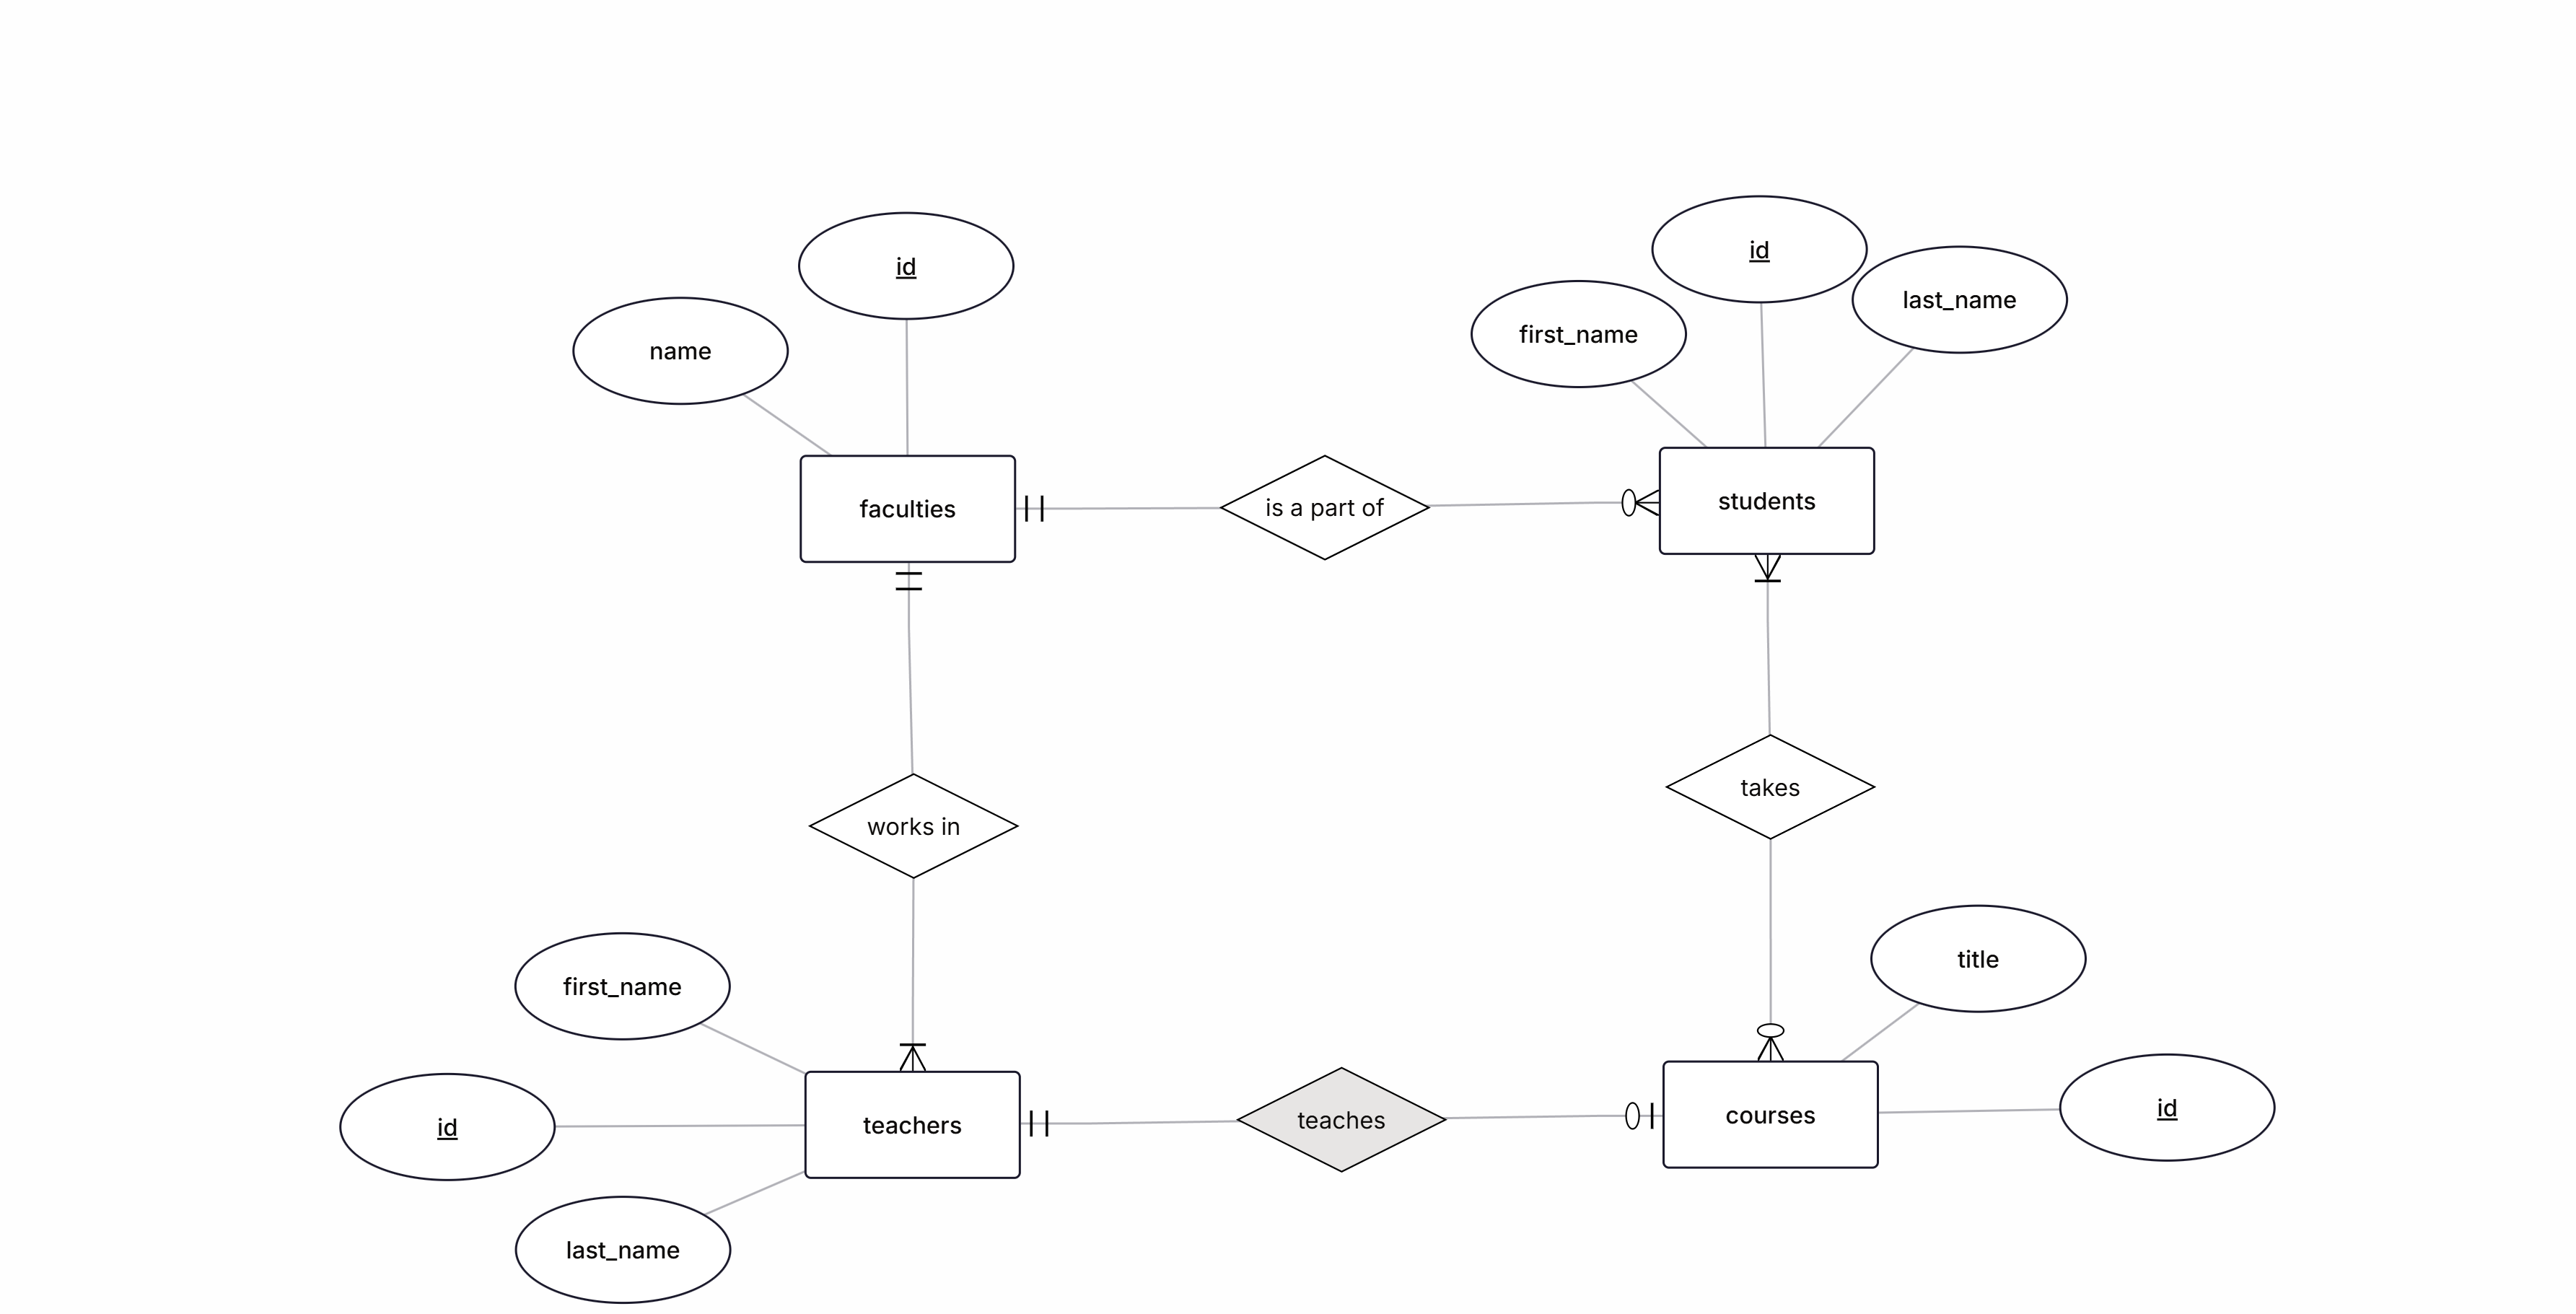 id
id
last_name
first_name
name
faculties
is a part of
students
takes
works in
title
first_name
id
teachers
teaches
courses
id
last_name